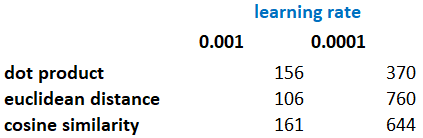 learning rate
0.001 0.0001
dot product 156 370
euclidean distance 106 760
cosine similarity 161 644